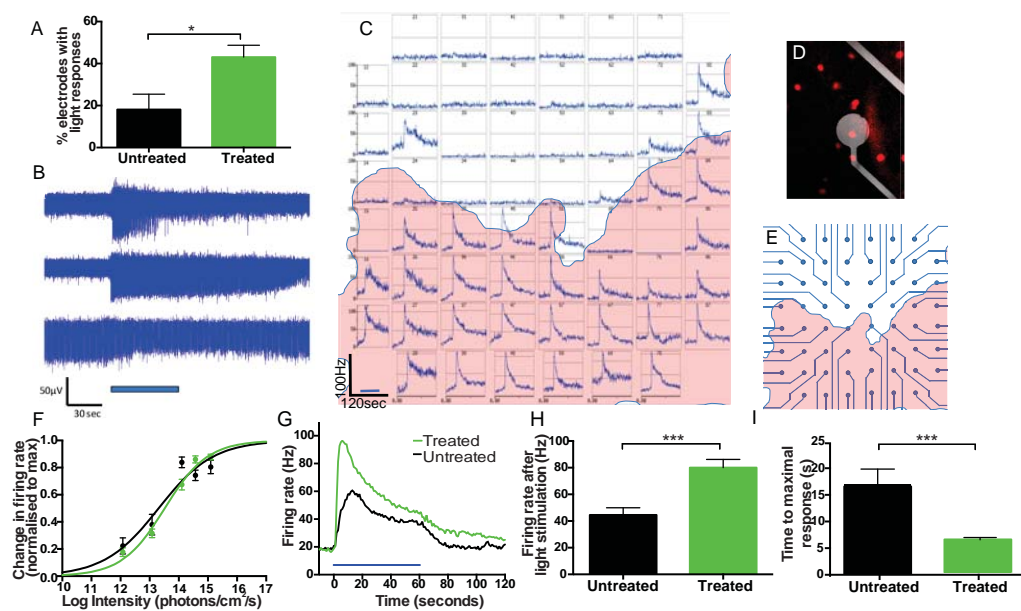 A
% electrodes with
light responses
60
40
20
0
*
Untreated
Treated
B
50µV
30sec
C
100Hz
120sec
D
E
F
Change in firing rate
(normalised to max)
1.0
0.8
0.6
0.4
0.2
0.0
10 11 12 13 14 15 16 17
Log Intensity (photons/cm²/s)
G
Firing rate
(Hz)
100
80
60
40
20
0
Treated
Untreated
0 20 40 60 80 100 120
Time (seconds)
H
Firing rate after
light stimulation (Hz)
100
80
60
40
20
0
***
Untreated
Treated
I
Time to maximal
response (s)
25
20
15
10
5
0
***
Untreated
Treated